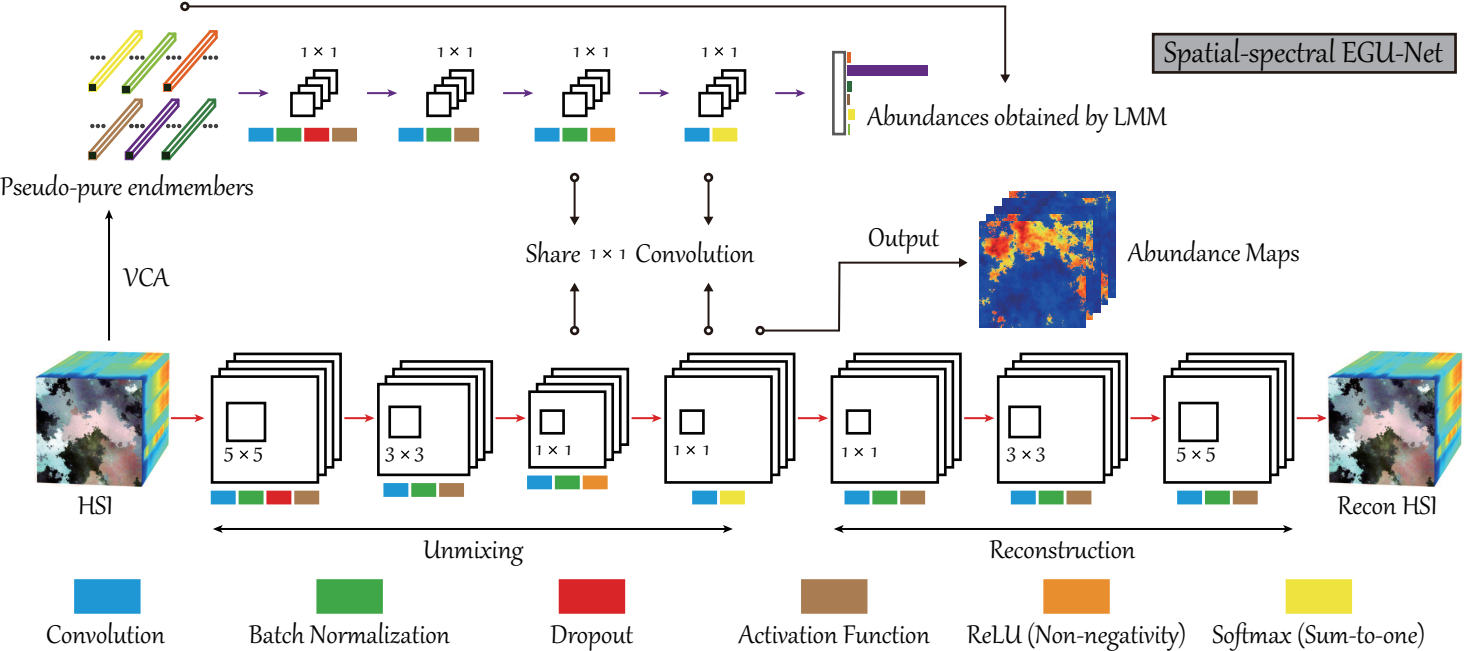 Spatial-spectral EGU-Net
1 × 1
1 × 1
1 × 1
1 × 1
Abundances obtained by LMM
Pseudo-pure endmembers
VCA
Share 1 × 1 Convolution
Output
Abundance Maps
5 × 5
3 × 3
1 × 1
1 × 1
1 × 1
3 × 3
5 × 5
HSI
Recon HSI
Unmixing
Reconstruction
Convolution
Batch Normalization
Dropout
Activation Function
ReLU (Non-negativity)
Softmax (Sum-to-one)